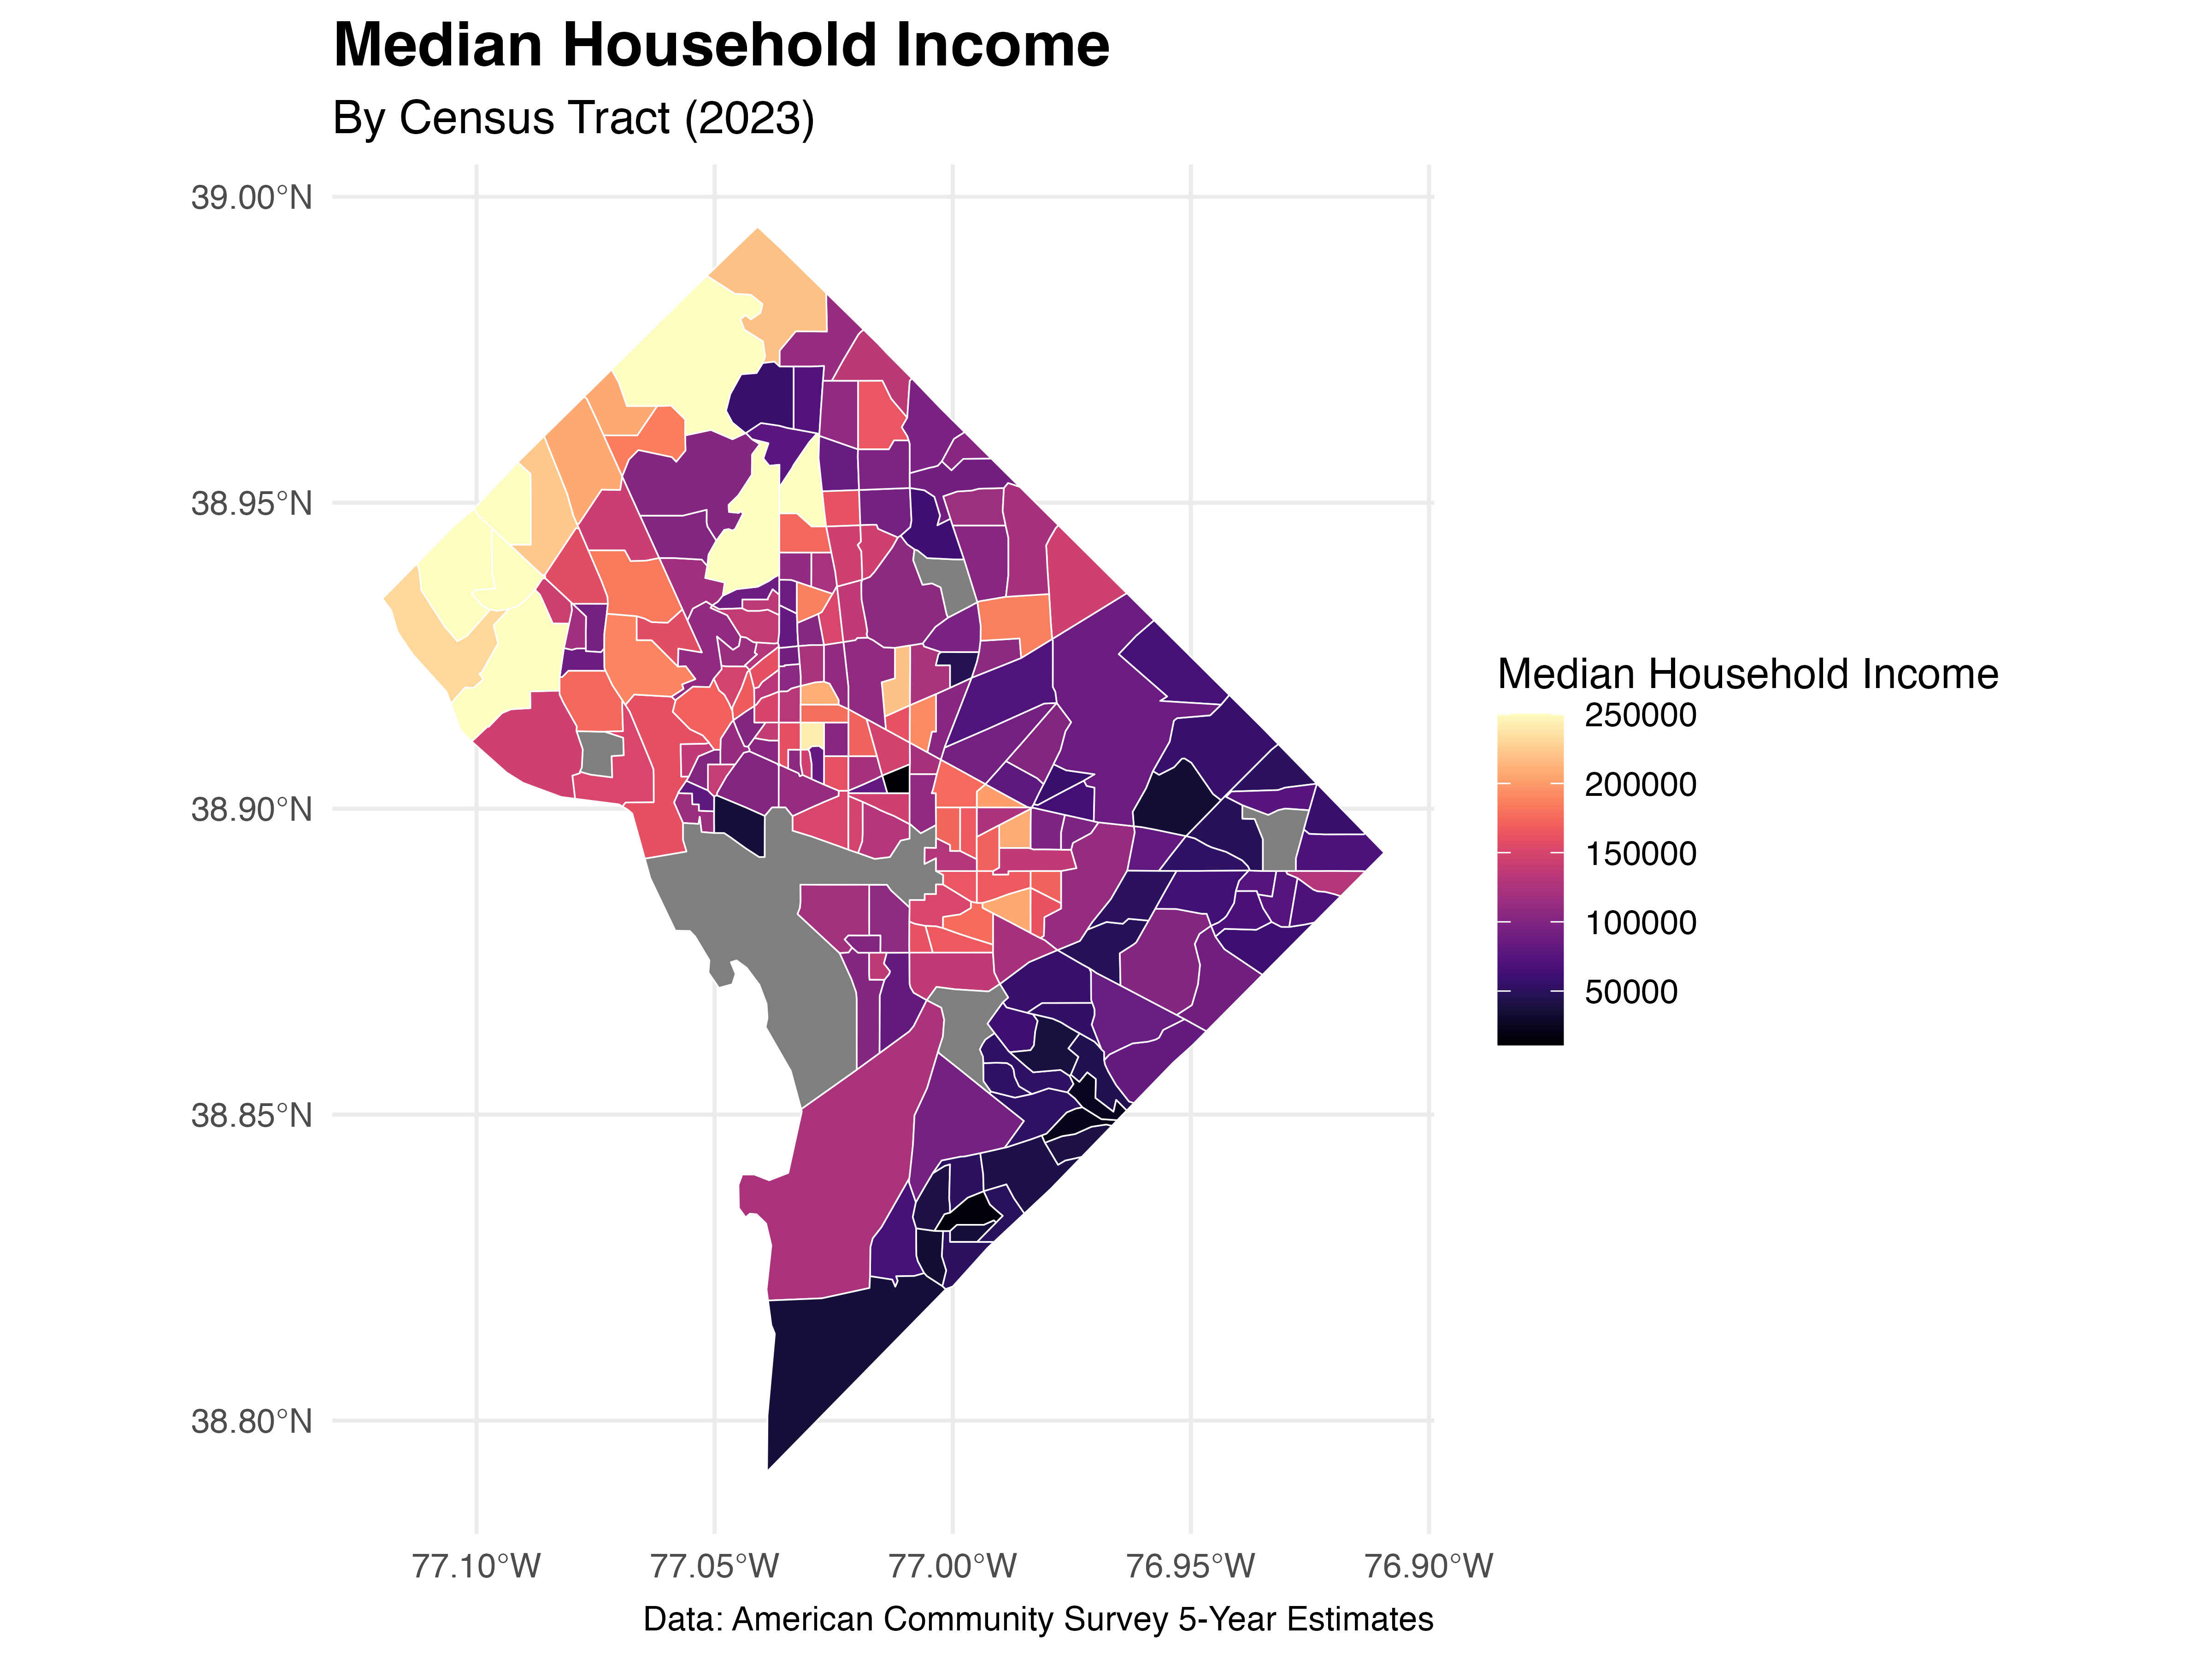 Median Household Income
By Census Tract (2023)
39.00°N
38.95°N
38.90°N
38.85°N
38.80°N
77.10°W
77.05°W
77.00°W
76.95°W
76.90°W
Median Household Income
250000
200000
150000
100000
50000
Data: American Community Survey 5-Year Estimates